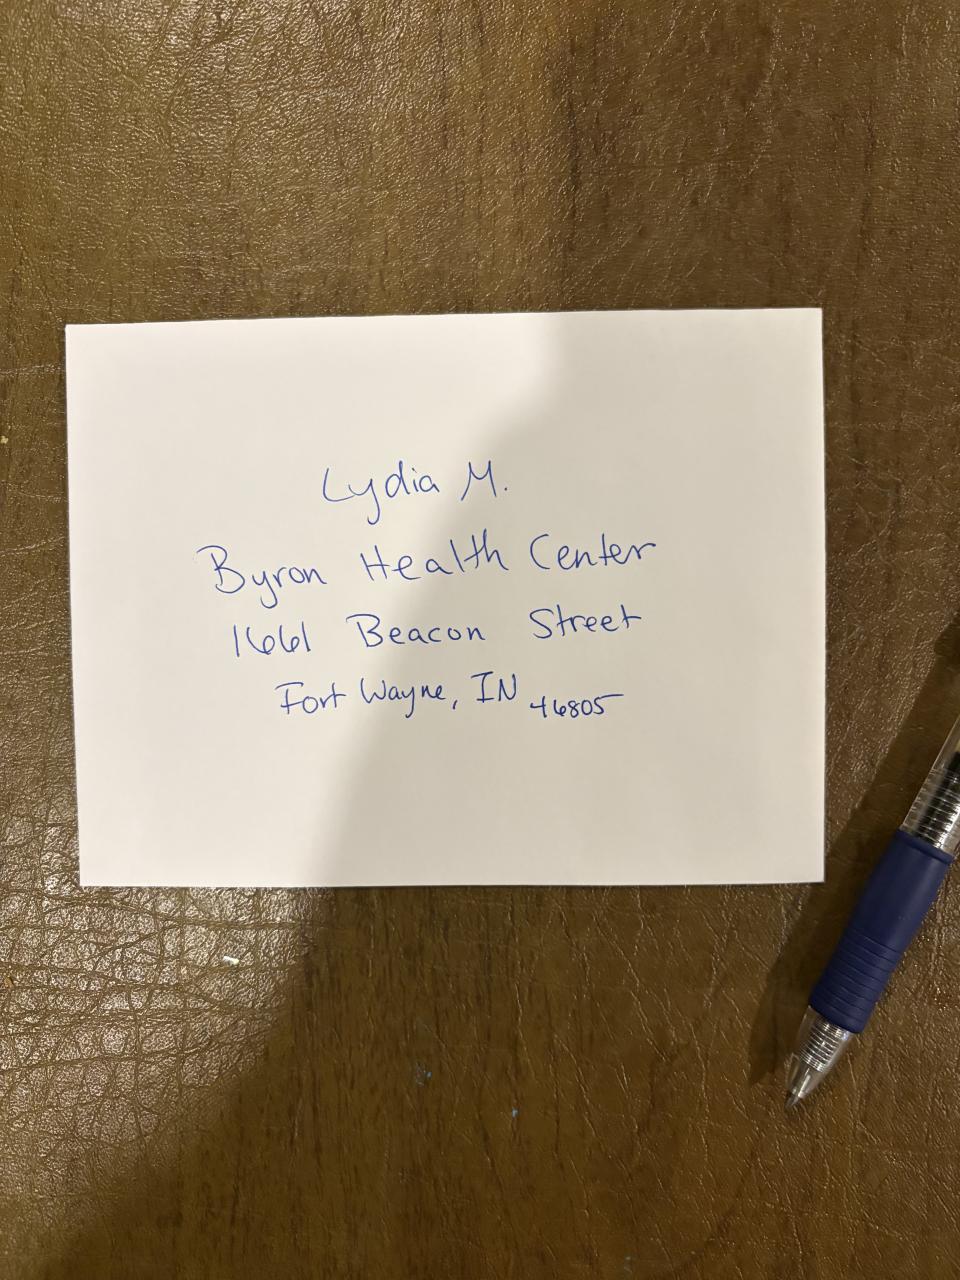 Lydia M.
Byron Health Center
1661 Beacon Street
Fort Wayne, IN 46805